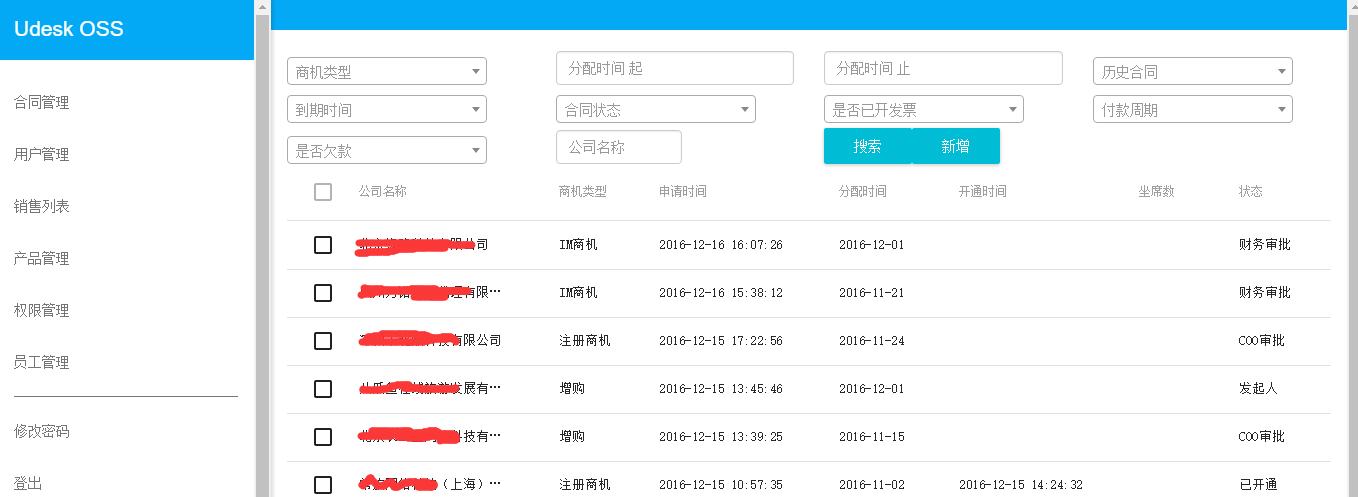 Udesk OSS
合同管理
用户管理
销售列表
产品管理
权限管理
员工管理
修改密码
登出
商机类型 分配时间 起 分配时间 止 历史合同
到期时间 合同状态 是否已开发票 付款周期
是否欠款 公司名称 搜索 新增
公司名称 商机类型 申请时间 分配时间 开通时间 坐席数 状态
公司 IM商机 2016-12-16 16:07:26 2016-12-01 财务审批
有限… IM商机 2016-12-16 15:38:12 2016-11-21 财务审批
有限公司 注册商机 2016-12-15 17:22:56 2016-11-24 COO审批
发展有… 增购 2016-12-15 13:45:46 2016-12-01 发起人
科技有… 增购 2016-12-15 13:39:25 2016-11-15 COO审批
（上海）… 注册商机 2016-12-15 10:57:35 2016-11-02 2016-12-15 14:24:32 已开通